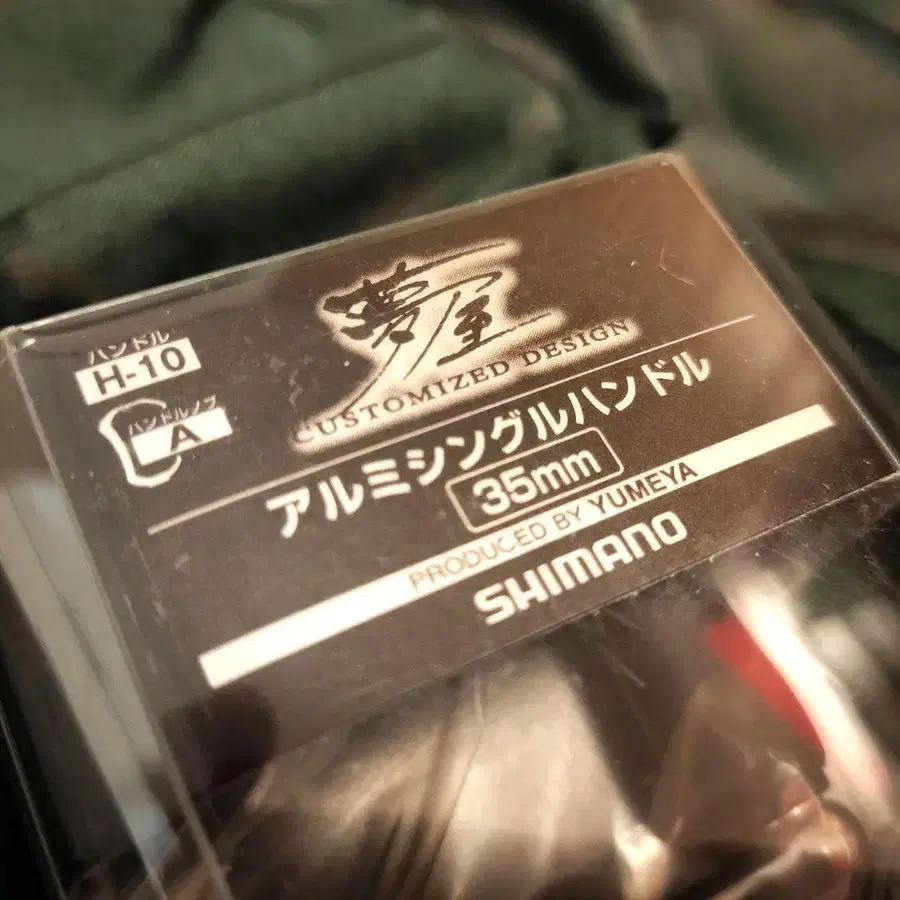 ハンドル
H-10
ハンドルノブ
A
夢屋
CUSTOMIZED DESIGN
アルミシングルハンドル
35mm
PRODUCED BY YUMEYA
SHIMANO